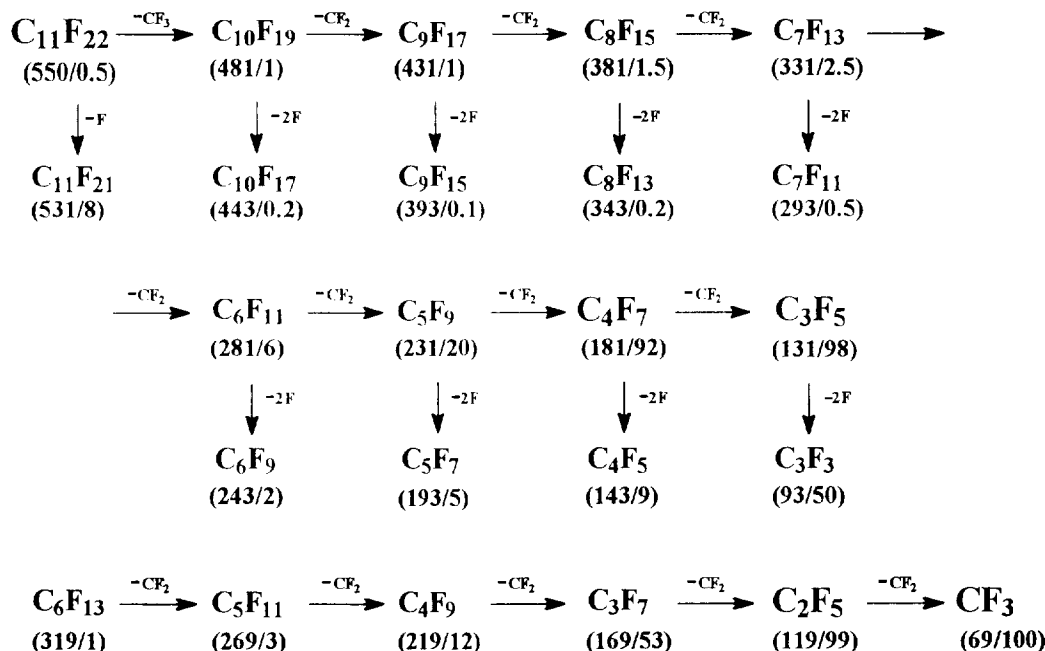 −CF₃ −CF₂ −CF₂ −CF₂
C₁₁F₂₂ C₁₀F₁₉ C₉F₁₇ C₈F₁₅ C₇F₁₃
(550/0.5) (481/1) (431/1) (381/1.5) (331/2.5)
−F −2F −2F −2F −2F
C₁₁F₂₁ C₁₀F₁₇ C₉F₁₅ C₈F₁₃ C₇F₁₁
(531/8) (443/0.2) (393/0.1) (343/0.2) (293/0.5)
−CF₂ −CF₂ −CF₂ −CF₂
C₆F₁₁ C₅F₉ C₄F₇ C₃F₅
(281/6) (231/20) (181/92) (131/98)
−2F −2F −2F −2F
C₆F₉ C₅F₇ C₄F₅ C₃F₃
(243/2) (193/5) (143/9) (93/50)
−CF₂ −CF₂ −CF₂ −CF₂ −CF₂
C₆F₁₃ C₅F₁₁ C₄F₉ C₃F₇ C₂F₅ CF₃
(319/1) (269/3) (219/12) (169/53) (119/99) (69/100)